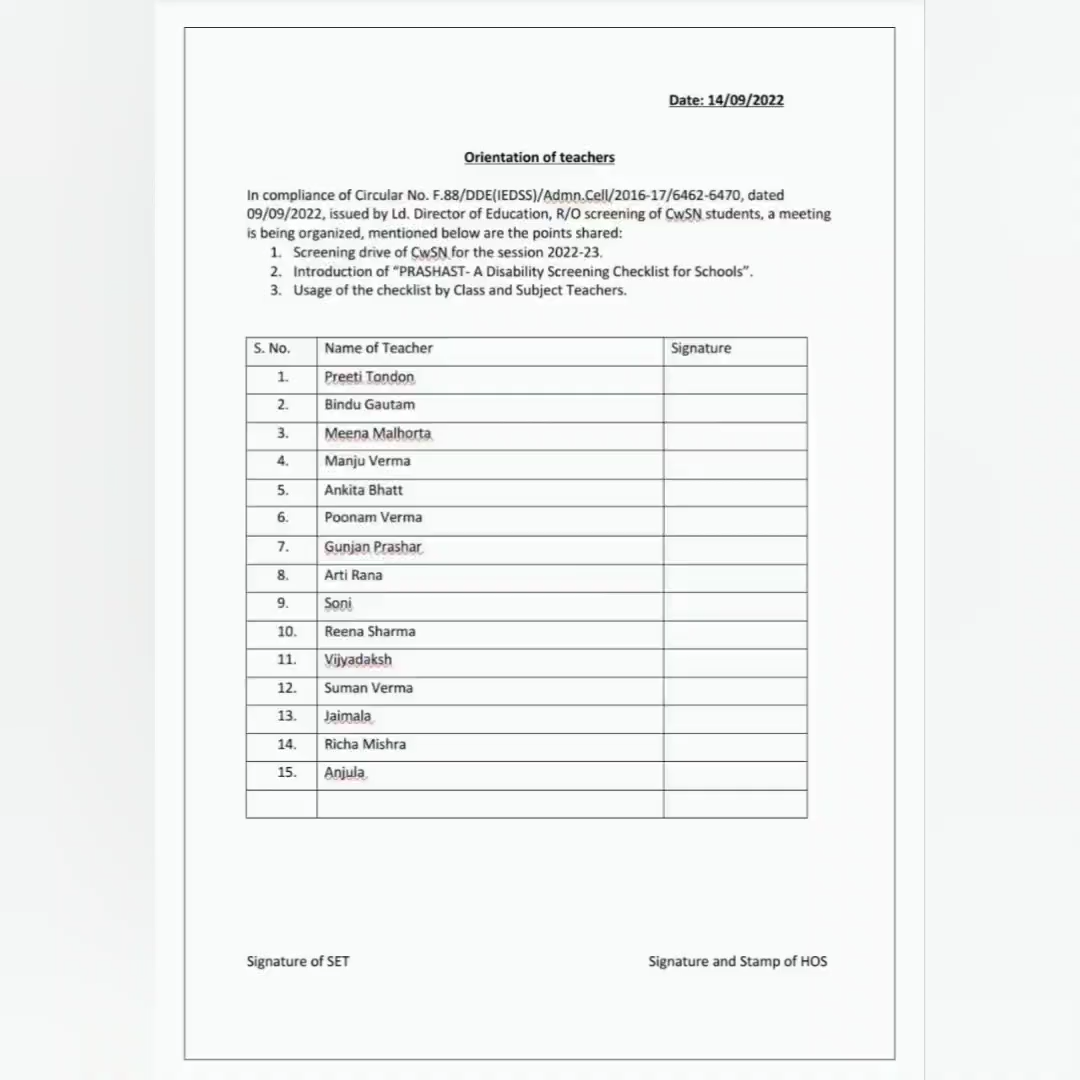 Date: 14/09/2022
Orientation of teachers
In compliance of Circular No. F.88/DDE(IEDSS)/Admn.Cell/2016-17/6462-6470, dated
09/09/2022, issued by Ld. Director of Education, R/O screening of CwSN students, a meeting
is being organized, mentioned below are the points shared:
1. Screening drive of CwSN for the session 2022-23.
2. Introduction of “PRASHAST- A Disability Screening Checklist for Schools”.
3. Usage of the checklist by Class and Subject Teachers.
S. No. Name of Teacher Signature
1. Preeti Tondon
2. Bindu Gautam
3. Meena Malhorta
4. Manju Verma
5. Ankita Bhatt
6. Poonam Verma
7. Gunjan Prashar
8. Arti Rana
9. Soni
10. Reena Sharma
11. Vijyadaksh
12. Suman Verma
13. Jaimala
14. Richa Mishra
15. Anjula
Signature of SET Signature and Stamp of HOS